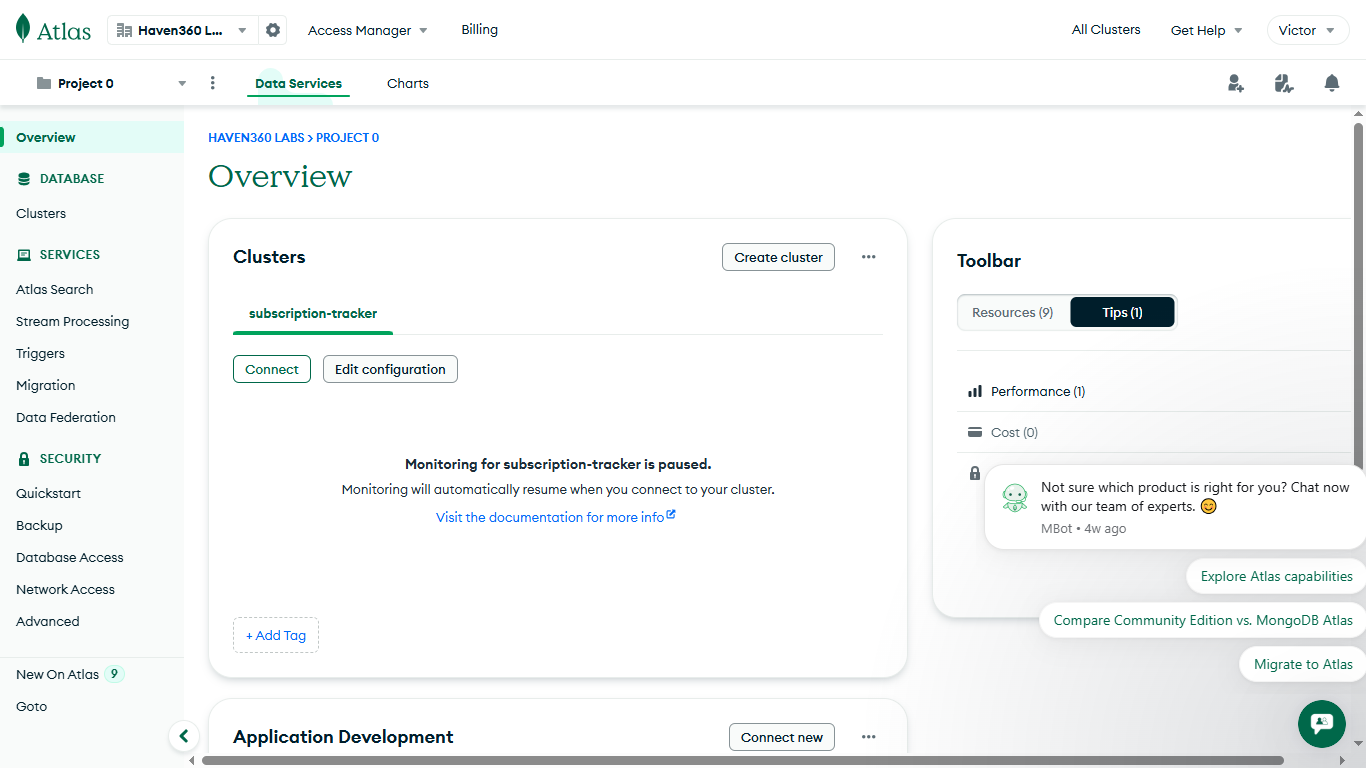 Atlas
Haven360 L...
Access Manager
Billing
All Clusters
Get Help
Victor
Project 0
Data Services
Charts
Overview
DATABASE
Clusters
SERVICES
Atlas Search
Stream Processing
Triggers
Migration
Data Federation
SECURITY
Quickstart
Backup
Database Access
Network Access
Advanced
New On Atlas 9
Goto
HAVEN360 LABS > PROJECT 0
Overview
Clusters
Create cluster
subscription-tracker
Connect
Edit configuration
Monitoring for subscription-tracker is paused.
Monitoring will automatically resume when you connect to your cluster.
Visit the documentation for more info
+ Add Tag
Application Development
Connect new
Toolbar
Resources (9)
Tips (1)
Performance (1)
Cost (0)
Not sure which product is right for you? Chat now
with our team of experts. 😊
MBot • 4w ago
Explore Atlas capabilities
Compare Community Edition vs. MongoDB Atlas
Migrate to Atlas